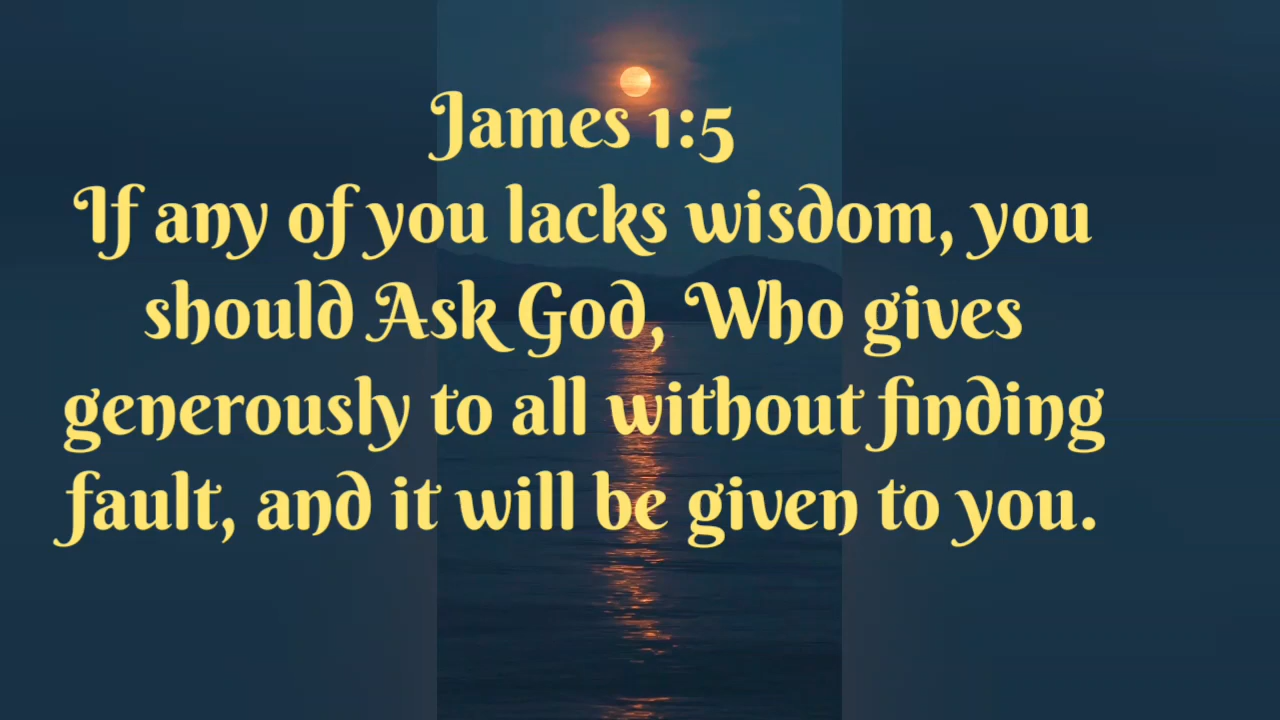 James 1:5
If any of you lacks wisdom, you
should Ask God, Who gives
generously to all without finding
fault, and it will be given to you.